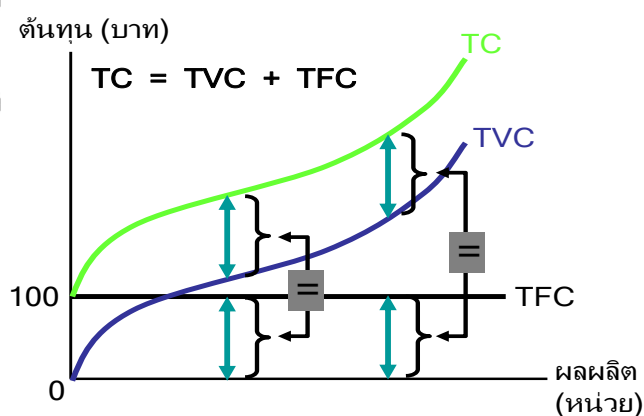 ต้นทุน (บาท)
TC = TVC + TFC
TC
TVC
=
=
100
TFC
0
ผลผลิต
(หน่วย)